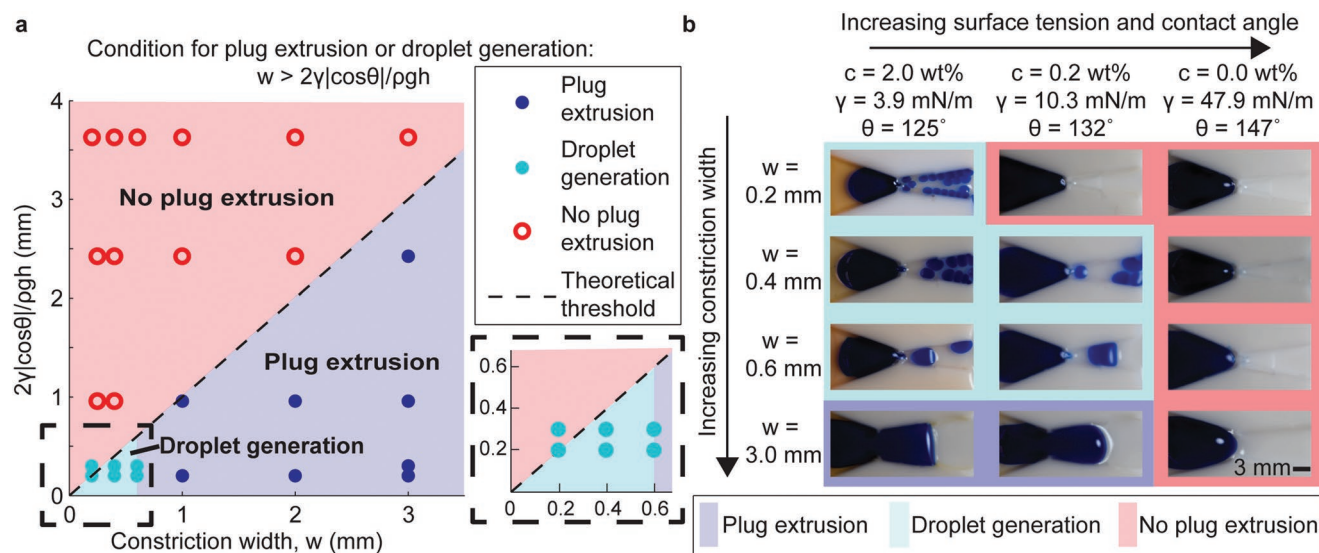 a
Condition for plug extrusion or droplet generation:
w > 2γ|cosθ|/ρgh
2γ|cosθ|/ρgh (mm)
4
3
2
1
0
No plug extrusion
Plug extrusion
Droplet generation
0
1
2
3
Constriction width, w (mm)
Plug
extrusion
Droplet
generation
No plug
extrusion
Theoretical
threshold
0.6
0.4
0.2
0
0.2
0.4
0.6
b
Increasing surface tension and contact angle
c = 2.0 wt%
γ = 3.9 mN/m
θ = 125°
c = 0.2 wt%
γ = 10.3 mN/m
θ = 132°
c = 0.0 wt%
γ = 47.9 mN/m
θ = 147°
Increasing constriction width
w =
0.2 mm
w =
0.4 mm
w =
0.6 mm
w =
3.0 mm
3 mm
Plug extrusion
Droplet generation
No plug extrusion